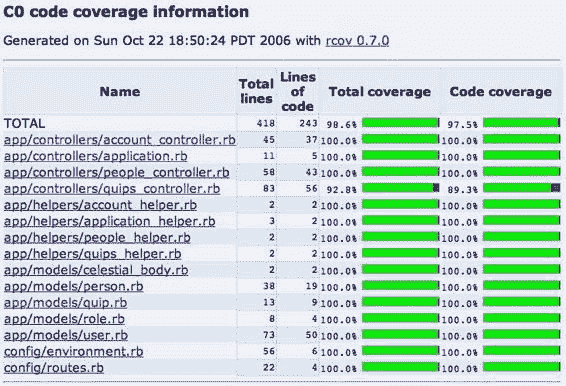 C0 code coverage information
Generated on Sun Oct 22 18:50:24 PDT 2006 with rcov 0.7.0
Name Total lines Lines of code Total coverage Code coverage
TOTAL 418 243 98.6% 97.5%
app/controllers/account_controller.rb 45 37 100.0% 100.0%
app/controllers/application.rb 11 5 100.0% 100.0%
app/controllers/people_controller.rb 58 43 100.0% 100.0%
app/controllers/quips_controller.rb 83 56 92.8% 89.3%
app/helpers/account_helper.rb 2 2 100.0% 100.0%
app/helpers/application_helper.rb 3 2 100.0% 100.0%
app/helpers/people_helper.rb 2 2 100.0% 100.0%
app/helpers/quips_helper.rb 2 2 100.0% 100.0%
app/models/celestial_body.rb 2 2 100.0% 100.0%
app/models/person.rb 38 19 100.0% 100.0%
app/models/quip.rb 13 9 100.0% 100.0%
app/models/role.rb 8 4 100.0% 100.0%
app/models/user.rb 73 50 100.0% 100.0%
config/environment.rb 56 6 100.0% 100.0%
config/routes.rb 22 4 100.0% 100.0%